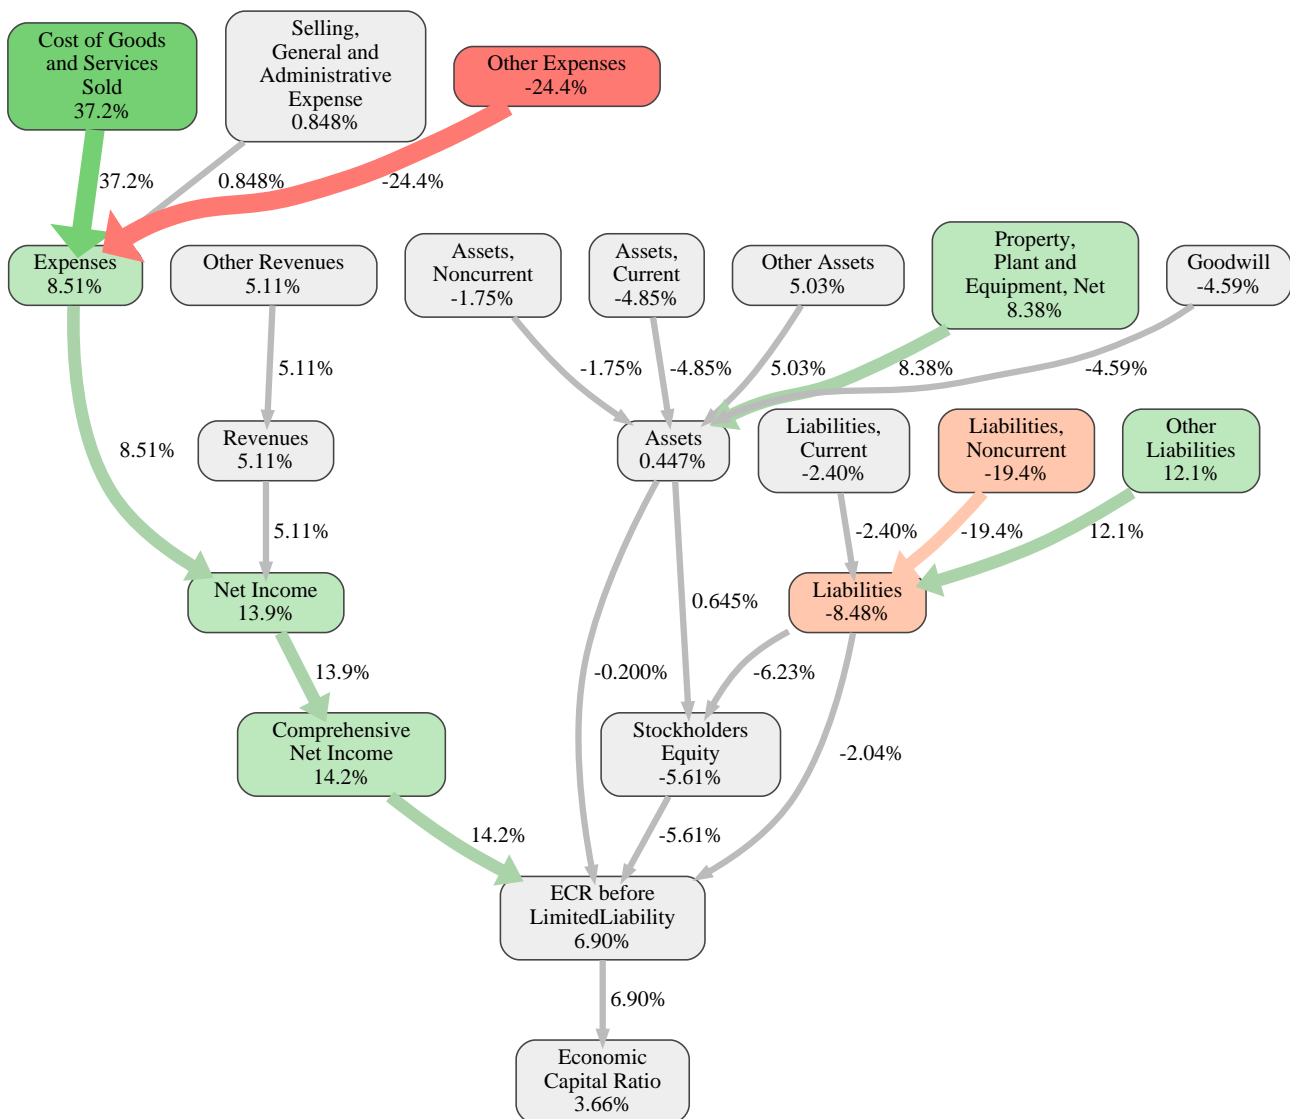 Cost of Goods
and Services
Sold
37.2%
Selling,
General and
Administrative
Expense
0.848%
Other Expenses
-24.4%
37.2%
0.848%
-24.4%
Expenses
8.51%
Other Revenues
5.11%
Assets,
Noncurrent
-1.75%
Assets,
Current
-4.85%
Other Assets
5.03%
Property,
Plant and
Equipment, Net
8.38%
Goodwill
-4.59%
5.11%
-1.75%
-4.85%
5.03%
8.38%
-4.59%
8.51%
Revenues
5.11%
Assets
0.447%
Liabilities,
Current
-2.40%
Liabilities,
Noncurrent
-19.4%
Other
Liabilities
12.1%
5.11%
-2.40%
-19.4%
12.1%
Net Income
13.9%
0.645%
Liabilities
-8.48%
13.9%
-0.200%
-6.23%
Comprehensive
Net Income
14.2%
Stockholders
Equity
-5.61%
-2.04%
14.2%
-5.61%
ECR before
LimitedLiability
6.90%
6.90%
Economic
Capital Ratio
3.66%